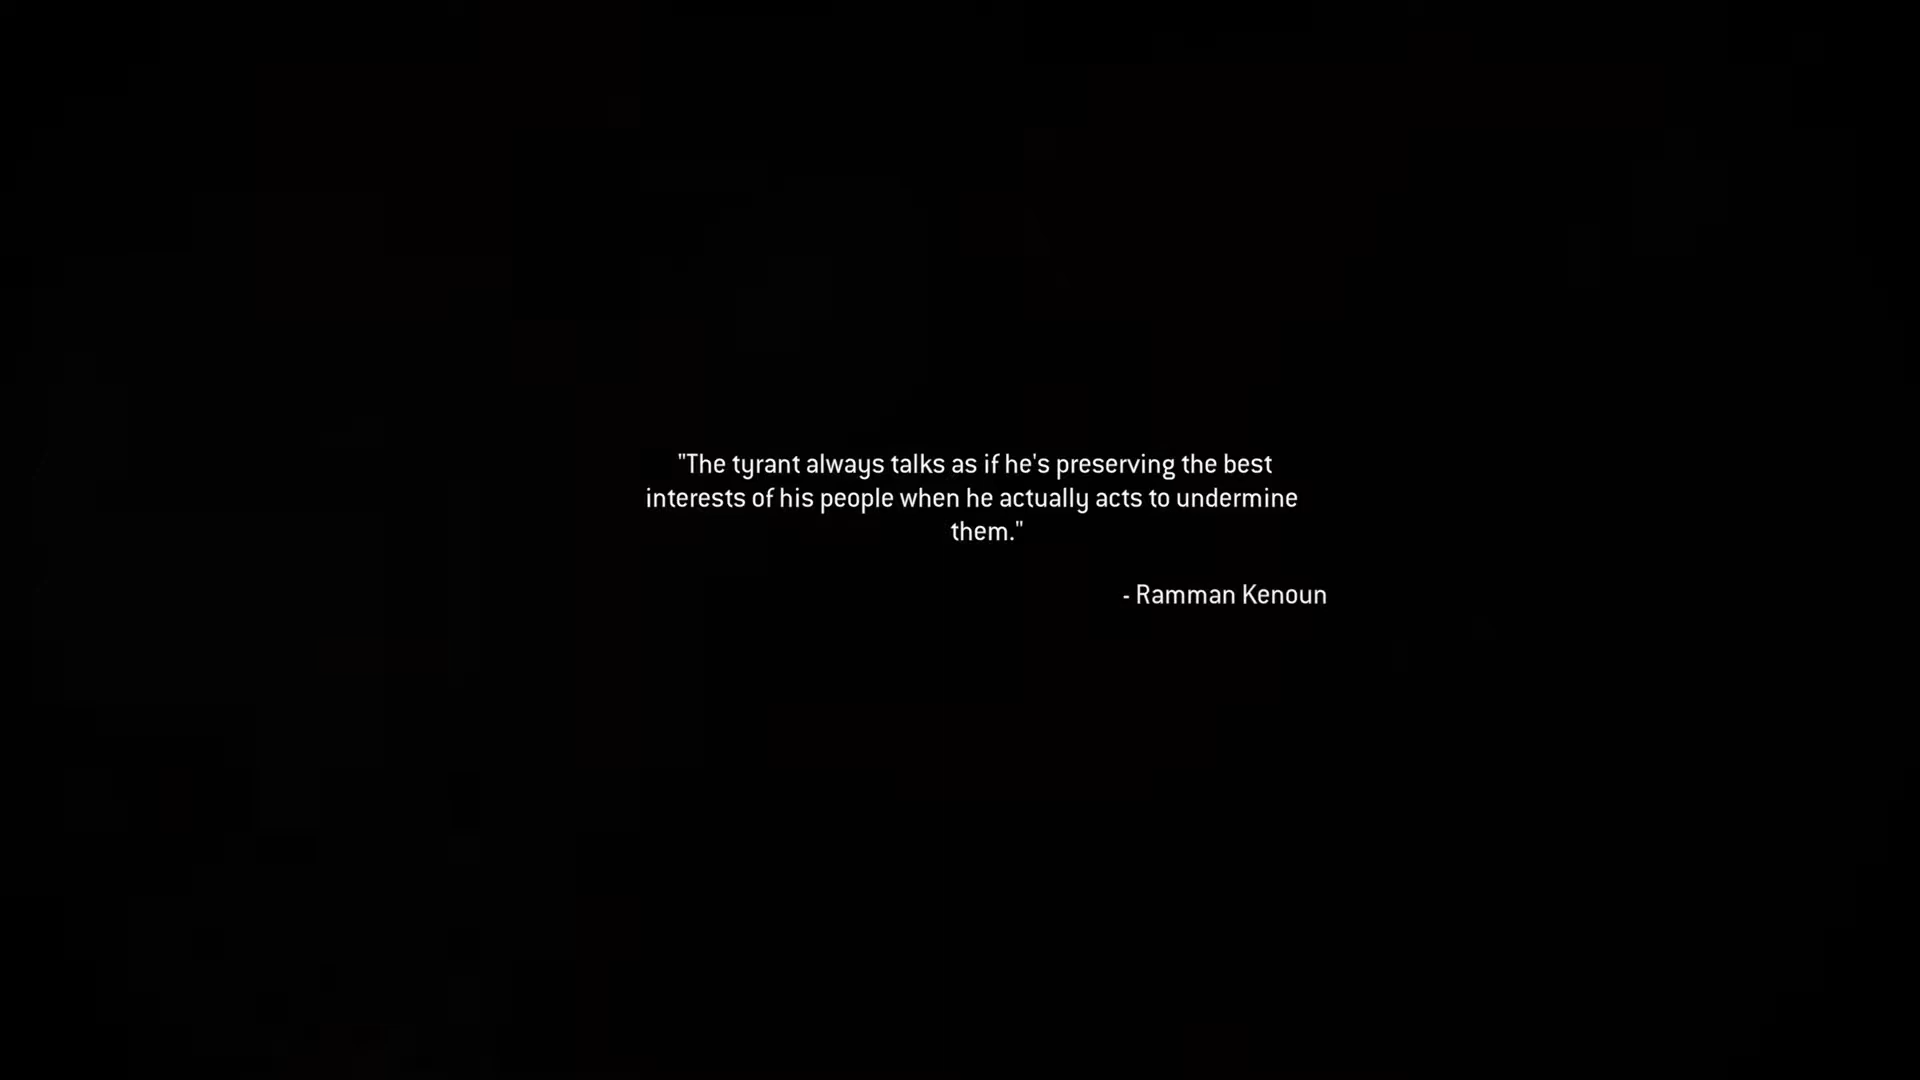 "The tyrant always talks as if he's preserving the best
interests of his people when he actually acts to undermine
them."
- Ramman Kenoun